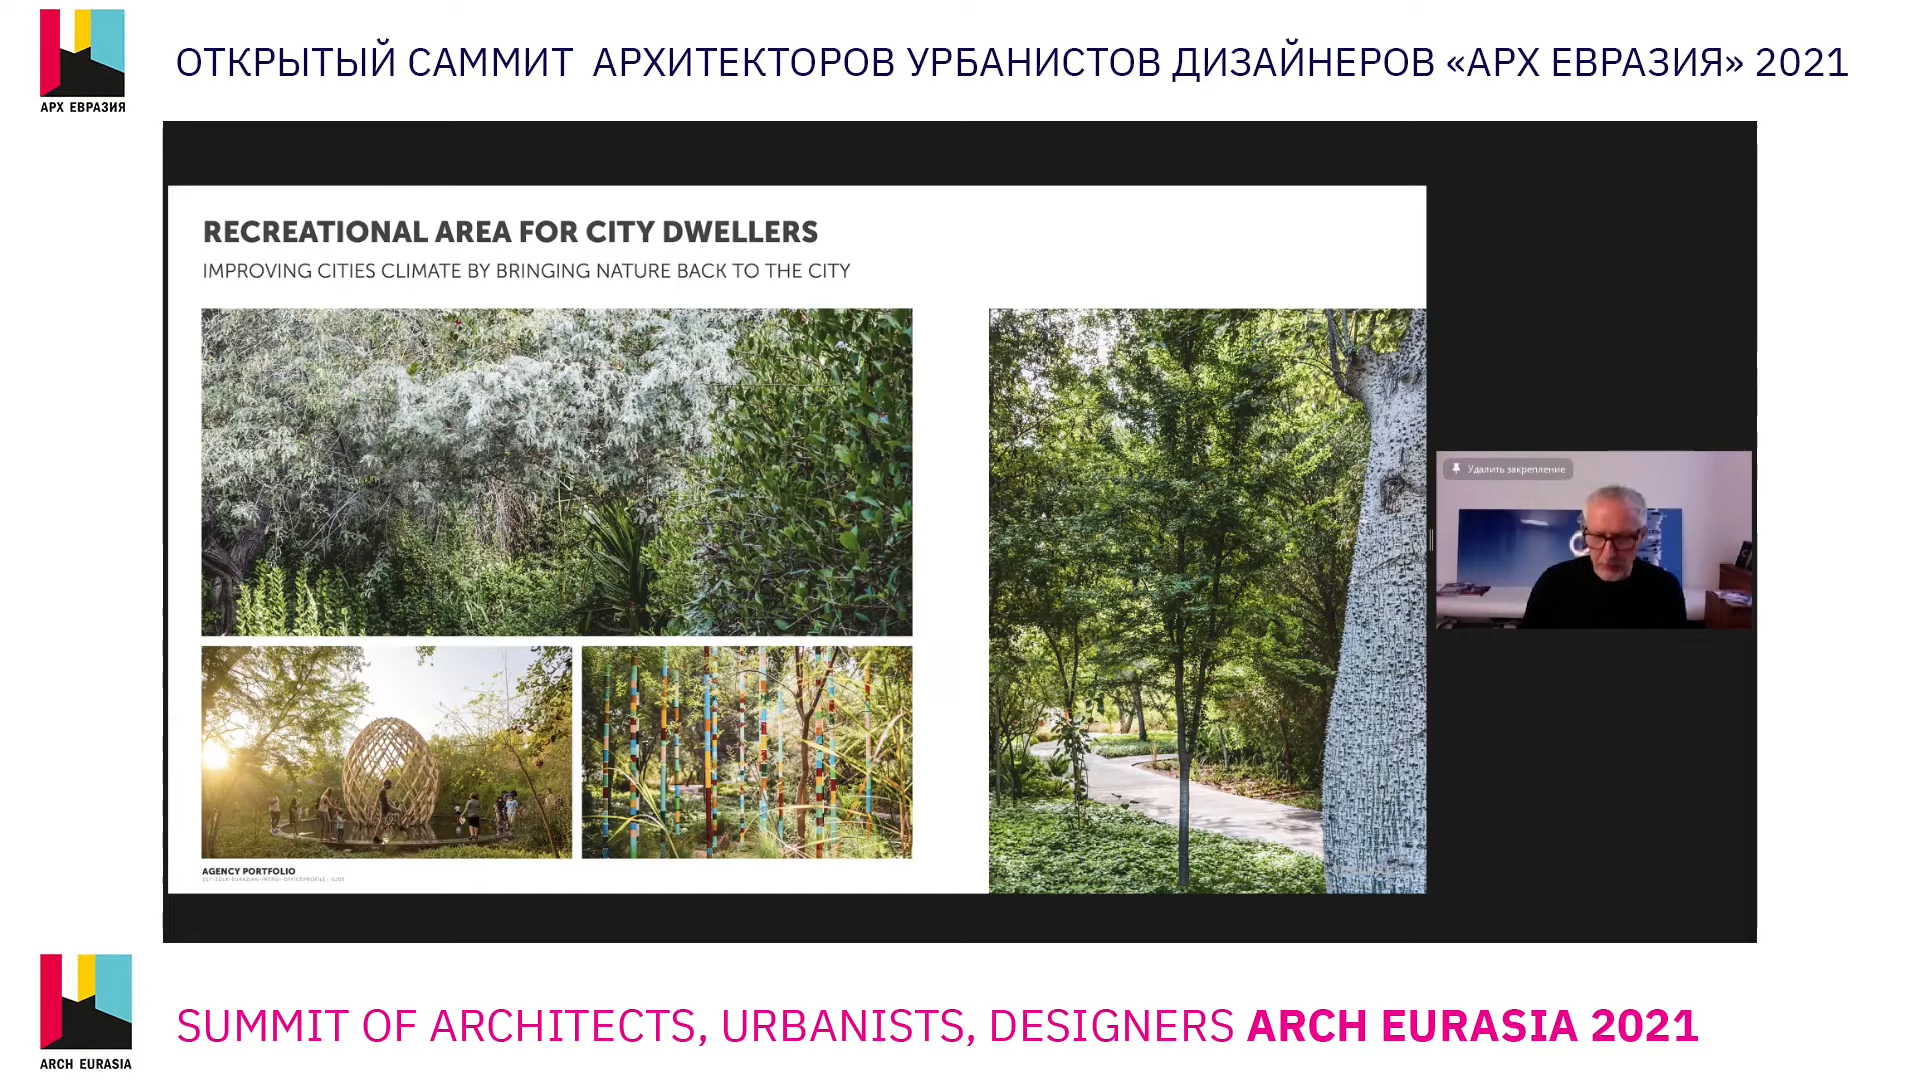 АРХ ЕВРАЗИЯ
ОТКРЫТЫЙ САММИТ АРХИТЕКТОРОВ УРБАНИСТОВ ДИЗАЙНЕРОВ «АРХ ЕВРАЗИЯ» 2021
RECREATIONAL AREA FOR CITY DWELLERS
IMPROVING CITIES CLIMATE BY BRINGING NATURE BACK TO THE CITY
Удалить закрепление
AGENCY PORTFOLIO
ARCH EURASIA
SUMMIT OF ARCHITECTS, URBANISTS, DESIGNERS ARCH EURASIA 2021